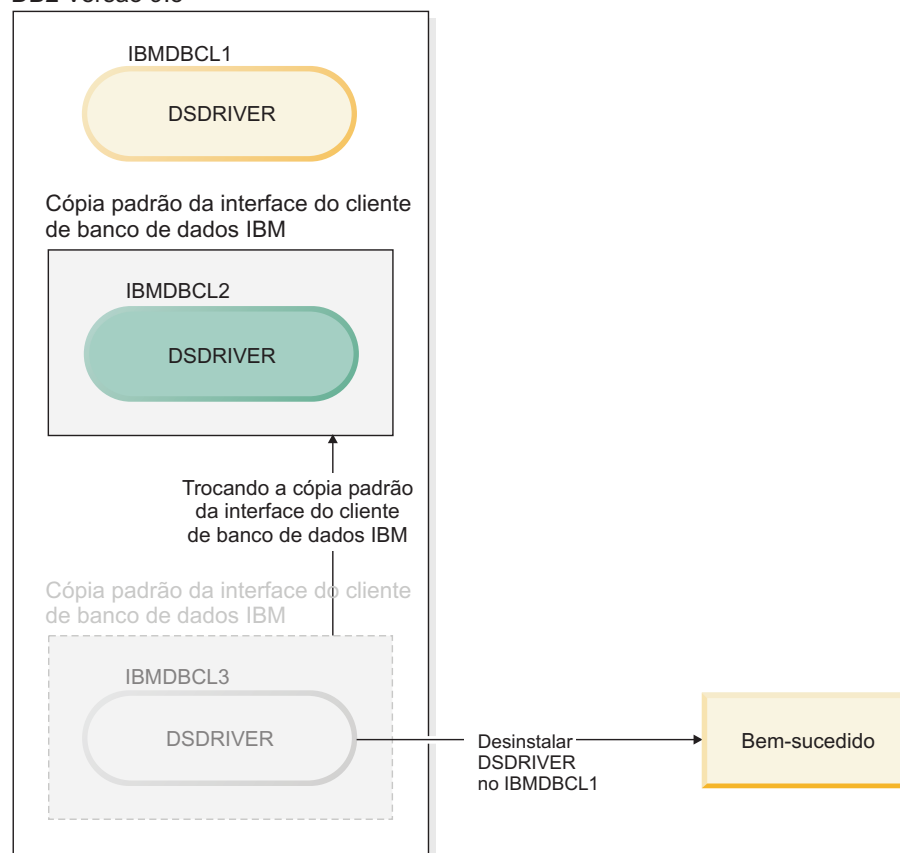 IBMDBCL1
DSDRIVER
Cópia padrão da interface do cliente
de banco de dados IBM
IBMDBCL2
DSDRIVER
Trocando a cópia padrão
da interface do cliente
de banco de dados IBM
Cópia padrão da interface do cliente
de banco de dados IBM
IBMDBCL3
DSDRIVER
Desinstalar
DSDRIVER
no IBMDBCL1
Bem-sucedido